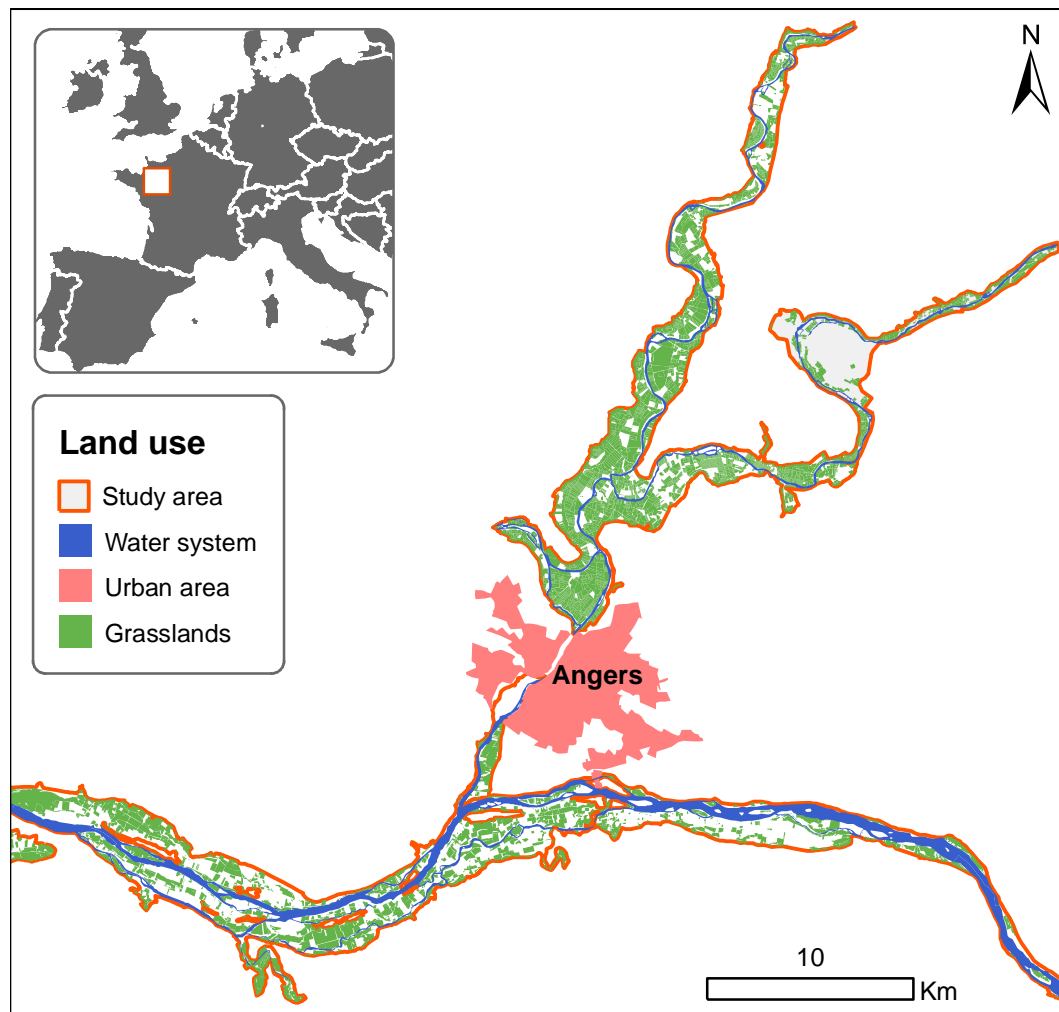 N
Land use
Study area
Water system
Urban area
Grasslands
Angers
10
Km